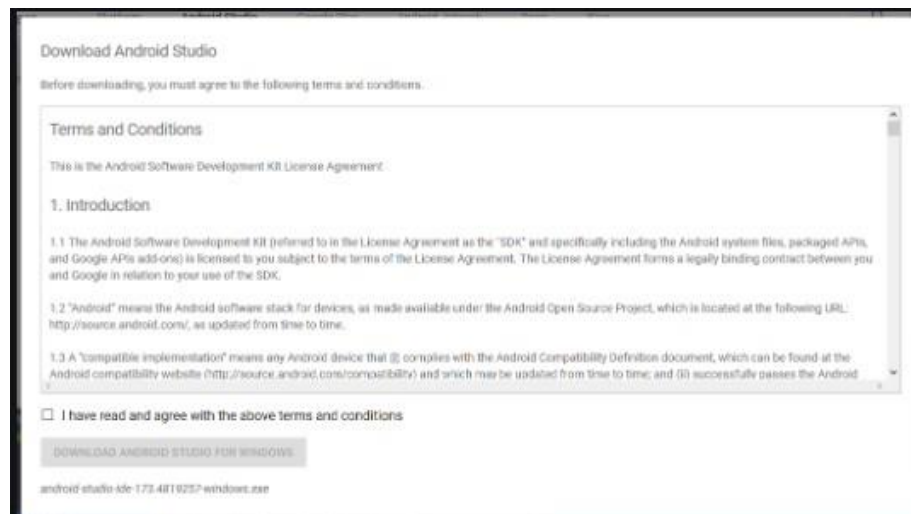 Download Android Studio
Before downloading, you must agree to the following terms and conditions.
Terms and Conditions
This is the Android Software Development Kit License Agreement
1. Introduction
1.1 The Android Software Development Kit (referred to in the License Agreement as the "SDK" and specifically including the Android system files, packaged APIs,
and Google APIs add-ons) is licensed to you subject to the terms of the License Agreement. The License Agreement forms a legally binding contract between you
and Google in relation to your use of the SDK.
1.2 "Android" means the Android software stack for devices, as made available under the Android Open Source Project, which is located at the following URL:
http://source.android.com/, as updated from time to time.
1.3 A "compatible implementation" means any Android device that (i) complies with the Android Compatibility Definition document, which can be found at the
Android compatibility website (http://source.android.com/compatibility) and which may be updated from time to time; and (ii) successfully passes the Android
I have read and agree with the above terms and conditions
DOWNLOAD ANDROID STUDIO FOR WINDOWS
android-studio-ide-173.4819257-windows.exe